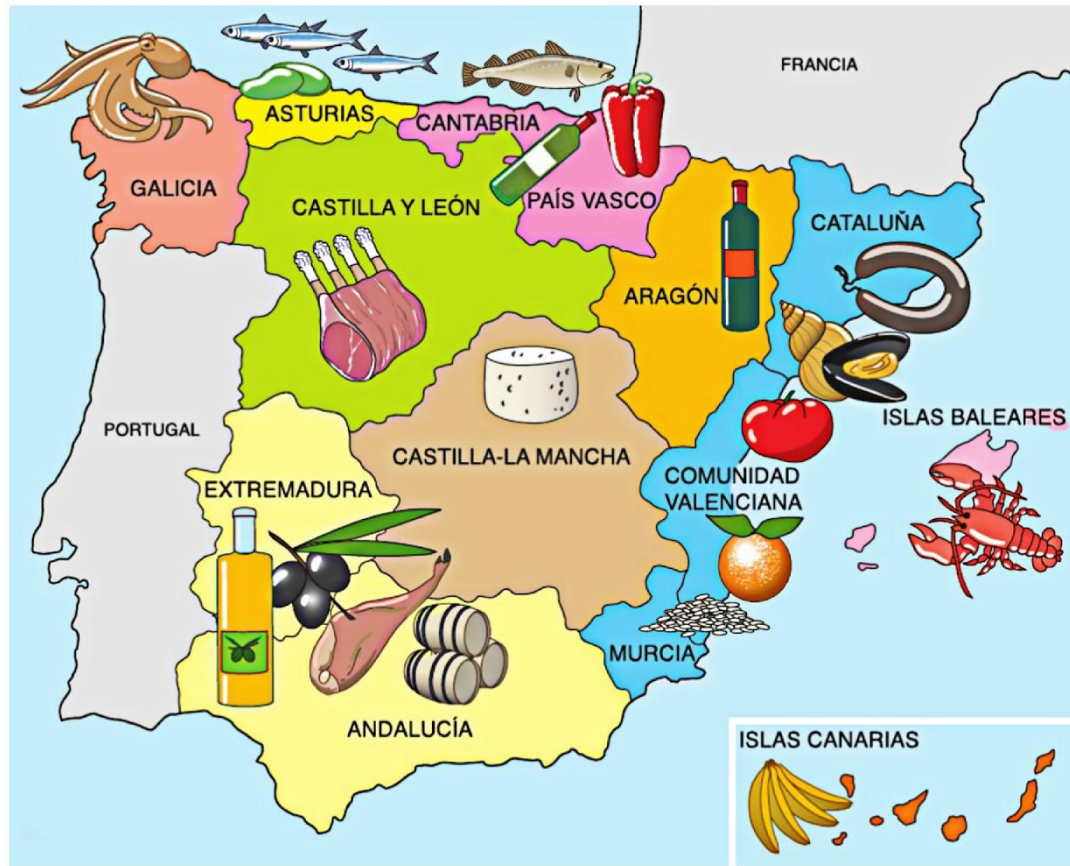 FRANCIA
ASTURIAS
CANTABRIA
GALICIA
CASTILLA Y LEÓN
PAÍS VASCO
CATALUÑA
ARAGÓN
ISLAS BALEARES
PORTUGAL
CASTILLA-LA MANCHA
COMUNIDAD
VALENCIANA
EXTREMADURA
MURCIA
ANDALUCÍA
ISLAS CANARIAS